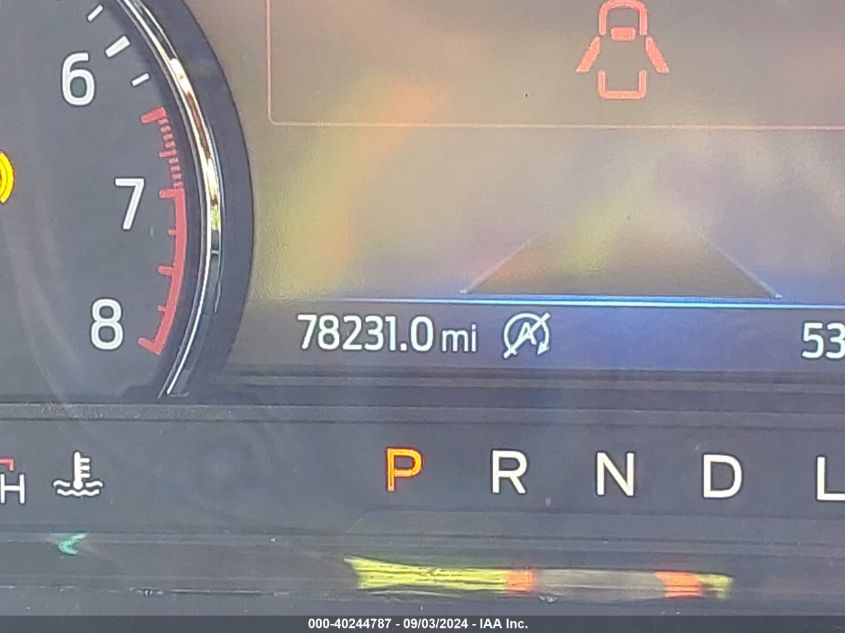 6
7
8
78231.0 mi A 53
H P R N D L
000-40244787 - 09/03/2024 - IAA Inc.